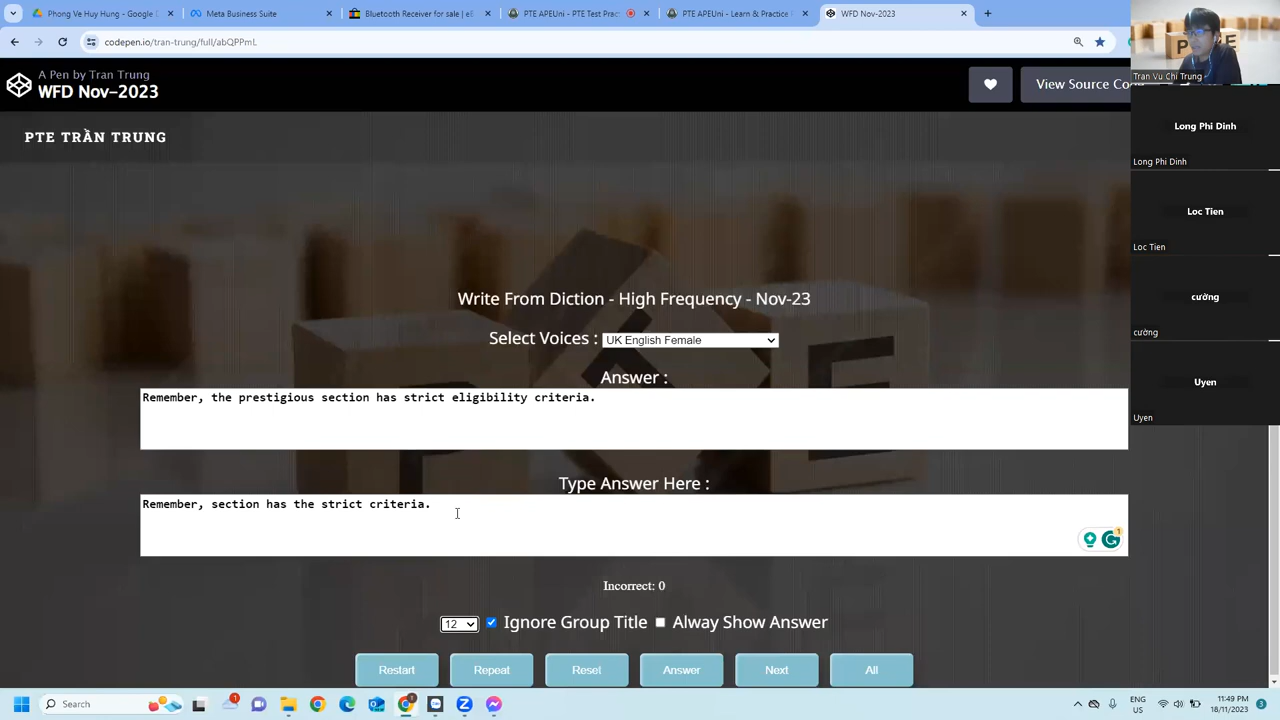 Phong Ve Huy Hung - Google D
Meta Business Suite
Bluetooth Receiver for sale | eB
PTE APEUni - PTE Test Practi
PTE APEUni - Learn & Practice F
WFD Nov-2023
codepen.io/tran-trung/full/abQPPmL
A Pen by Tran Trung
WFD Nov-2023
View Source Co
PTE TRẦN TRUNG
Tran Vu Chi Trung
Long Phi Dinh
Long Phi Dinh
Loc Tien
Loc Tien
cường
cường
Uyen
Uyen
Write From Diction - High Frequency - Nov-23
Select Voices : UK English Female
Answer :
Remember, the prestigious section has strict eligibility criteria.
Type Answer Here :
Remember, section has the strict criteria.
1
Incorrect: 0
12 Ignore Group Title Alway Show Answer
Restart Repeat Reset Answer Next All
Search
ENG
US
11:49 PM
18/11/2023